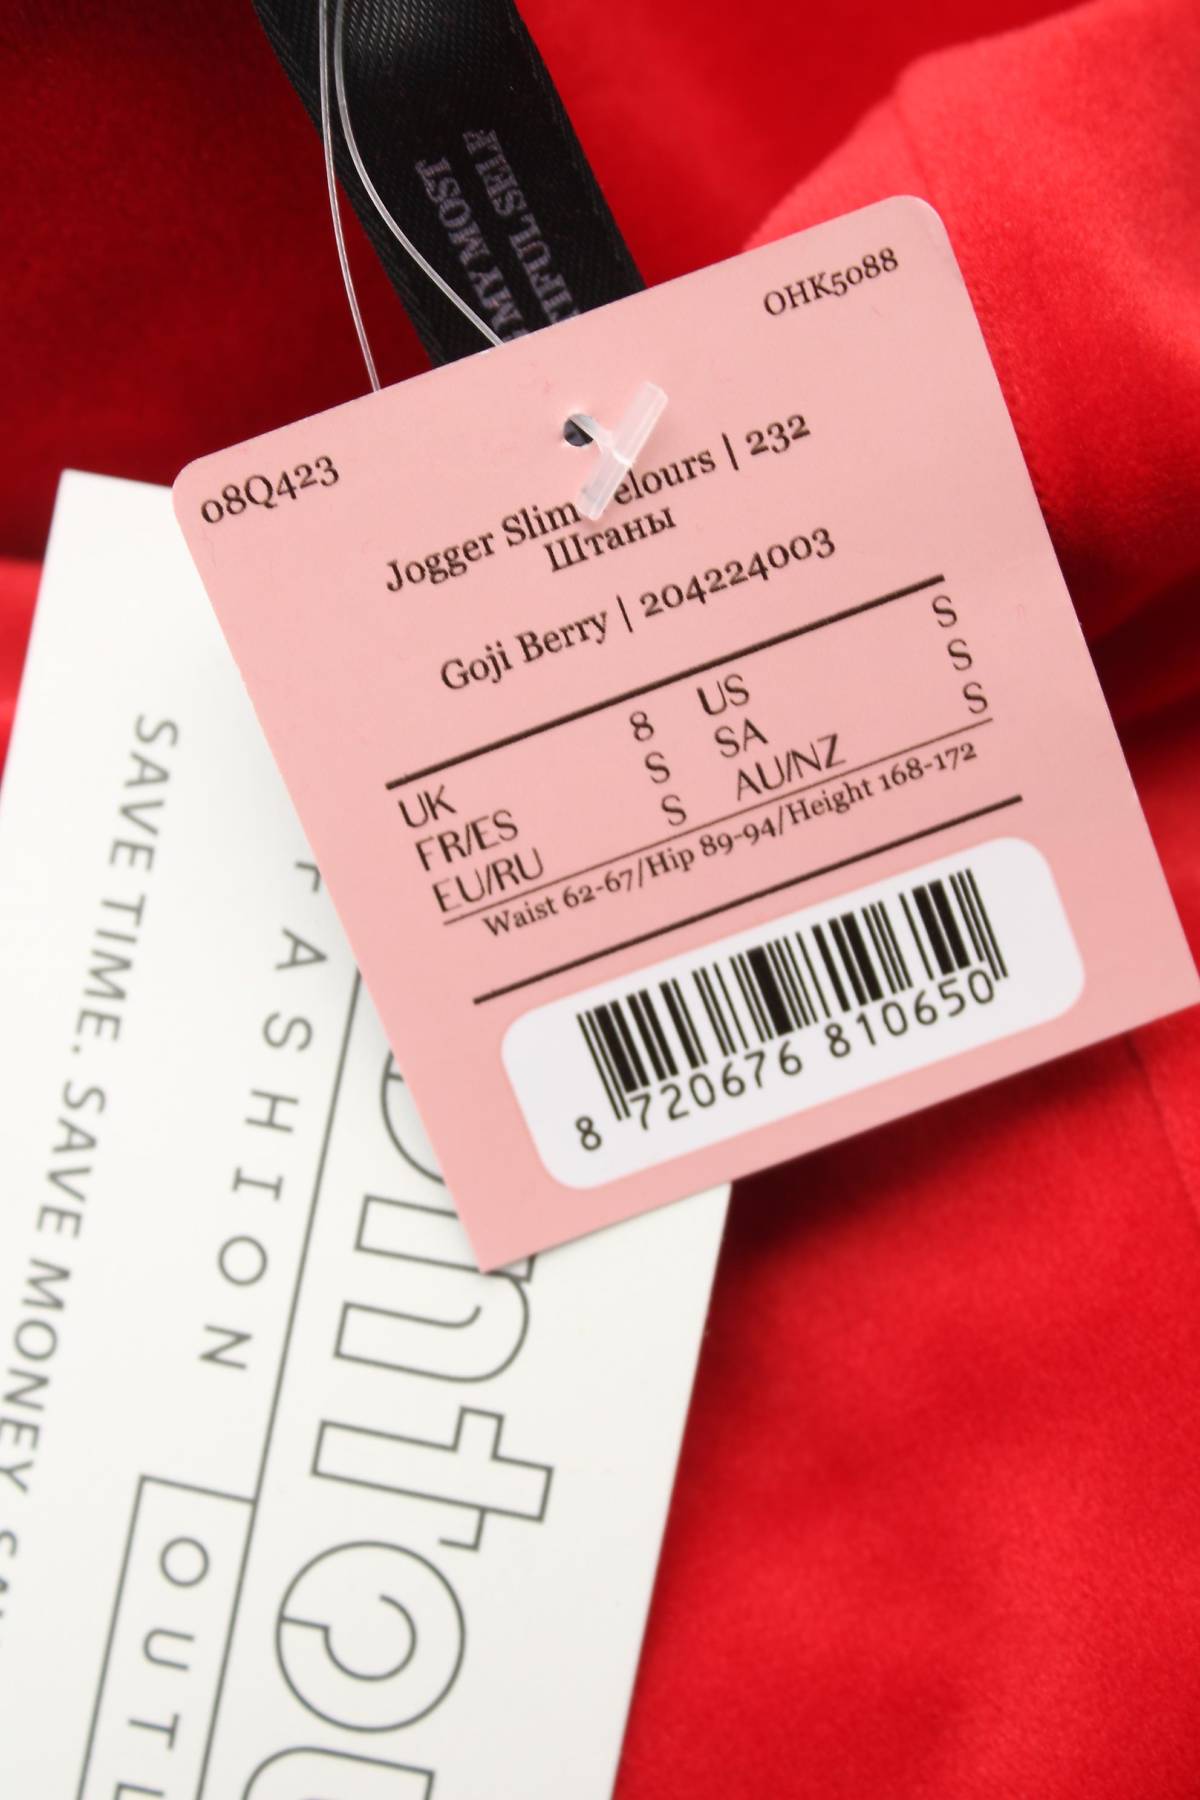 MY MOST
TIFUL SELF
08Q423
OHK5088
Jogger Slim elours | 232
Штаны
Goji Berry | 204224003
UK 8 US S
FR/ES S SA S
EU/RU S AU/NZ S
Waist 62-67/Hip 89-94/Height 168-172
8 720676 810650
SAVE TIME. SAVE MONEY
FASHION
OUTL